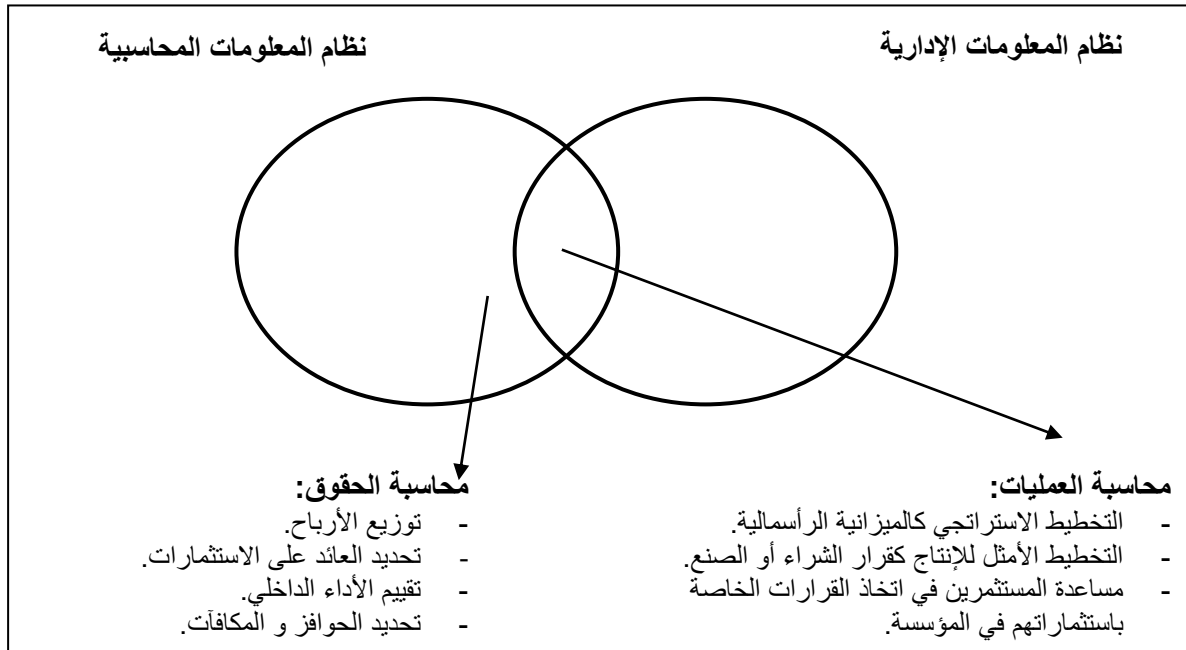 نظام المعلومات الإدارية
نظام المعلومات المحاسبية
محاسبة العمليات:
- التخطيط الاستراتجي كالميزانية الرأسمالية.
- التخطيط الأمثل للإنتاج كقرار الشراء أو الصنع.
- مساعدة المستثمرين في اتخاذ القرارات الخاصة
باستثماراتهم في المؤسسة.
محاسبة الحقوق:
- توزيع الأرباح.
- تحديد العائد على الاستثمارات.
- تقييم الأداء الداخلي.
- تحديد الحوافز و المكافآت.